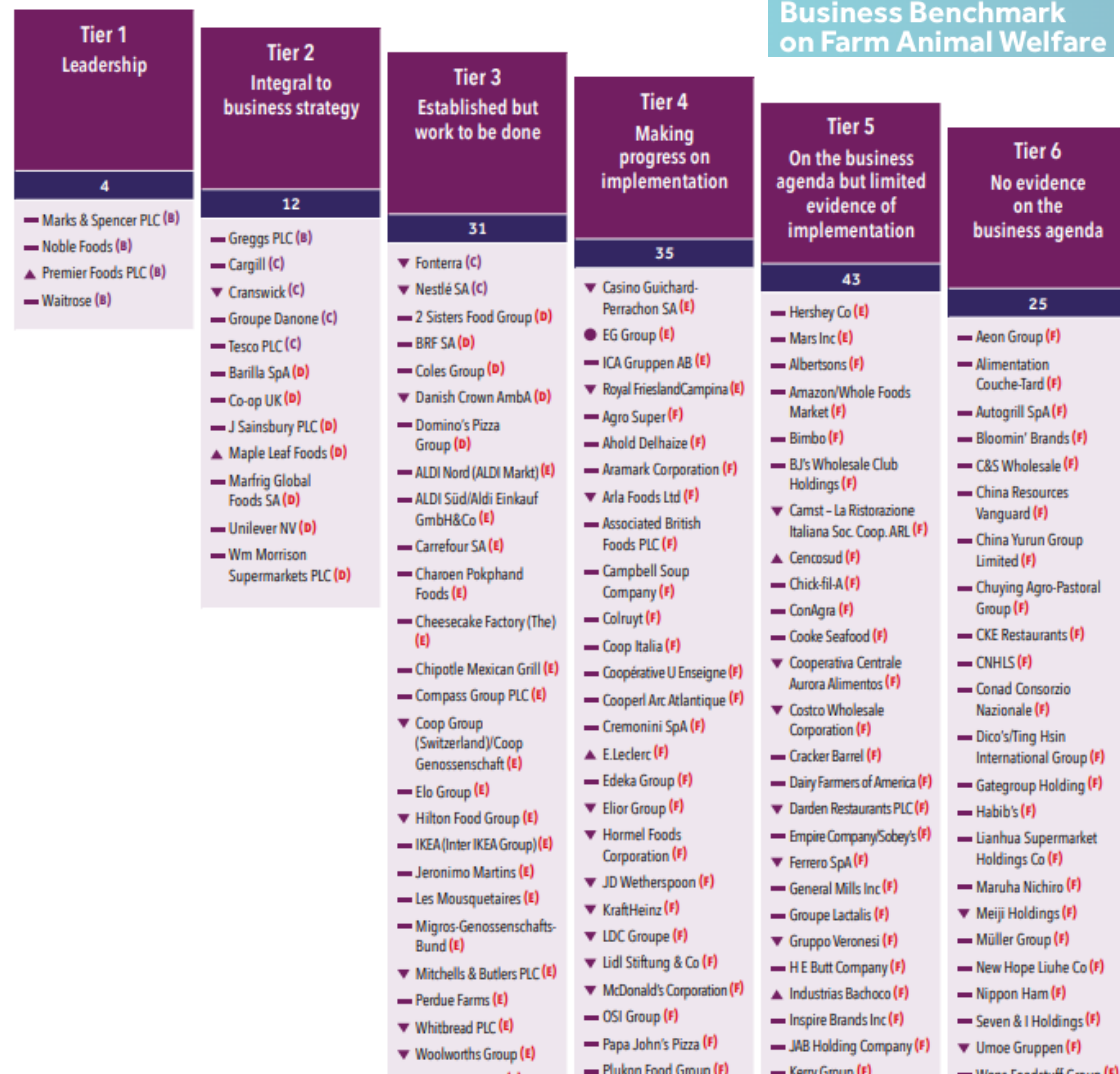 Business Benchmark
on Farm Animal Welfare
Tier 1
Leadership
4
Marks & Spencer PLC (B)
Noble Foods (B)
Premier Foods PLC (B)
Waitrose (B)
Tier 2
Integral to
business strategy
12
Greggs PLC (B)
Cargill (C)
Cranswick (C)
Groupe Danone (C)
Tesco PLC (C)
Barilla SpA (D)
Co-op UK (D)
J Sainsbury PLC (D)
Maple Leaf Foods (D)
Marfrig Global
Foods SA (D)
Unilever NV (D)
Wm Morrison
Supermarkets PLC (D)
Tier 3
Established but
work to be done
31
Fonterra (C)
Nestlé SA (C)
2 Sisters Food Group (D)
BRF SA (D)
Coles Group (D)
Danish Crown AmbA (D)
Domino's Pizza
Group (D)
ALDI Nord (ALDI Markt) (E)
ALDI Süd/Aldi Einkauf
GmbH&Co (E)
Carrefour SA (E)
Charoen Pokphand
Foods (E)
Cheesecake Factory (The)
(E)
Chipotle Mexican Grill (E)
Compass Group PLC (E)
Coop Group
(Switzerland)/Coop
Genossenschaft (E)
Elo Group (E)
Hilton Food Group (E)
IKEA (Inter IKEA Group) (E)
Jeronimo Martins (E)
Les Mousquetaires (E)
Migros-Genossenschafts-
Bund (E)
Mitchells & Butlers PLC (E)
Perdue Farms (E)
Whitbread PLC (E)
Woolworths Group (E)
Tier 4
Making
progress on
implementation
35
Casino Guichard-
Perrachon SA (E)
EG Group (E)
ICA Gruppen AB (E)
Royal FrieslandCampina (E)
Agro Super (F)
Ahold Delhaize (F)
Aramark Corporation (F)
Arla Foods Ltd (F)
Associated British
Foods PLC (F)
Campbell Soup
Company (F)
Colruyt (F)
Coop Italia (F)
Coopérative U Enseigne (F)
Cooperl Arc Atlantique (F)
Cremonini SpA (F)
E.Leclerc (F)
Edeka Group (F)
Elior Group (F)
Hormel Foods
Corporation (F)
JD Wetherspoon (F)
KraftHeinz (F)
LDC Groupe (F)
Lidl Stiftung & Co (F)
McDonald's Corporation (F)
OSI Group (F)
Papa John's Pizza (F)
Plukon Food Group (F)
Tier 5
On the business
agenda but limited
evidence of
implementation
43
Hershey Co (E)
Mars Inc (E)
Albertsons (F)
Amazon/Whole Foods
Market (F)
Bimbo (F)
BJ's Wholesale Club
Holdings (F)
Camst – La Ristorazione
Italiana Soc. Coop. ARL (F)
Cencosud (F)
Chick-fil-A (F)
ConAgra (F)
Cooke Seafood (F)
Cooperativa Centrale
Aurora Alimentos (F)
Costco Wholesale
Corporation (F)
Cracker Barrel (F)
Dairy Farmers of America (F)
Darden Restaurants PLC (F)
Empire Company/Sobey's (F)
Ferrero SpA (F)
General Mills Inc (F)
Groupe Lactalis (F)
Gruppo Veronesi (F)
H E Butt Company (F)
Industrias Bachoco (F)
Inspire Brands Inc (F)
JAB Holding Company (F)
Kerry Group (F)
Tier 6
No evidence
on the
business agenda
25
Aeon Group (F)
Alimentation
Couche-Tard (F)
Autogrill SpA (F)
Bloomin' Brands (F)
C&S Wholesale (F)
China Resources
Vanguard (F)
China Yurun Group
Limited (F)
Chuying Agro-Pastoral
Group (F)
CKE Restaurants (F)
CNHLS (F)
Conad Consorzio
Nazionale (F)
Dico's/Ting Hsin
International Group (F)
Gategroup Holding (F)
Habib's (F)
Lianhua Supermarket
Holdings Co (F)
Maruha Nichiro (F)
Meiji Holdings (F)
Müller Group (F)
New Hope Liuhe Co (F)
Nippon Ham (F)
Seven & I Holdings (F)
Umoe Gruppen (F)